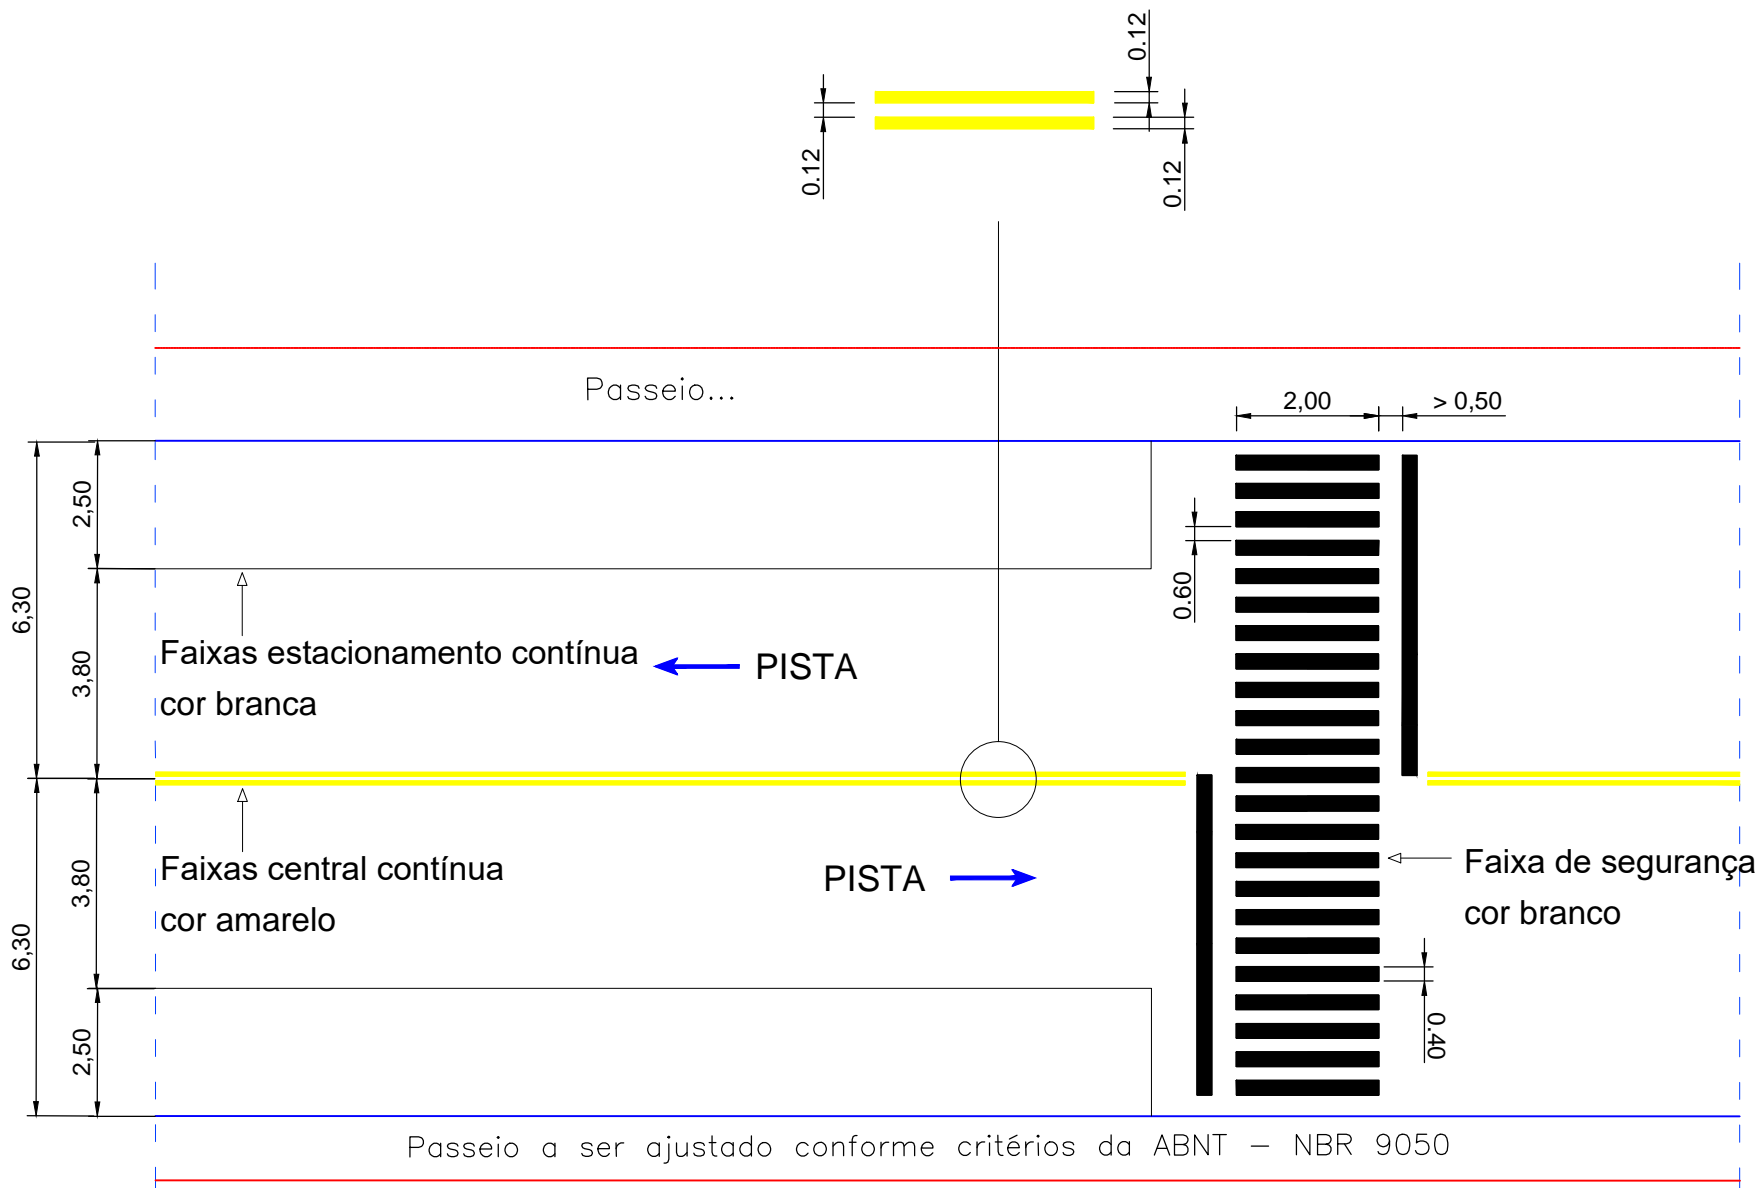 0.12
0.12
0.12
Passeio...
2,00
> 0,50
2,50
6,30
0.60
Faixas estacionamento contínua
cor branca
PISTA
3,80
Faixas central contínua
cor amarelo
PISTA
3,80
Faixa de segurança
cor branco
6,30
2,50
0.40
Passeio a ser ajustado conforme critérios da ABNT – NBR 9050